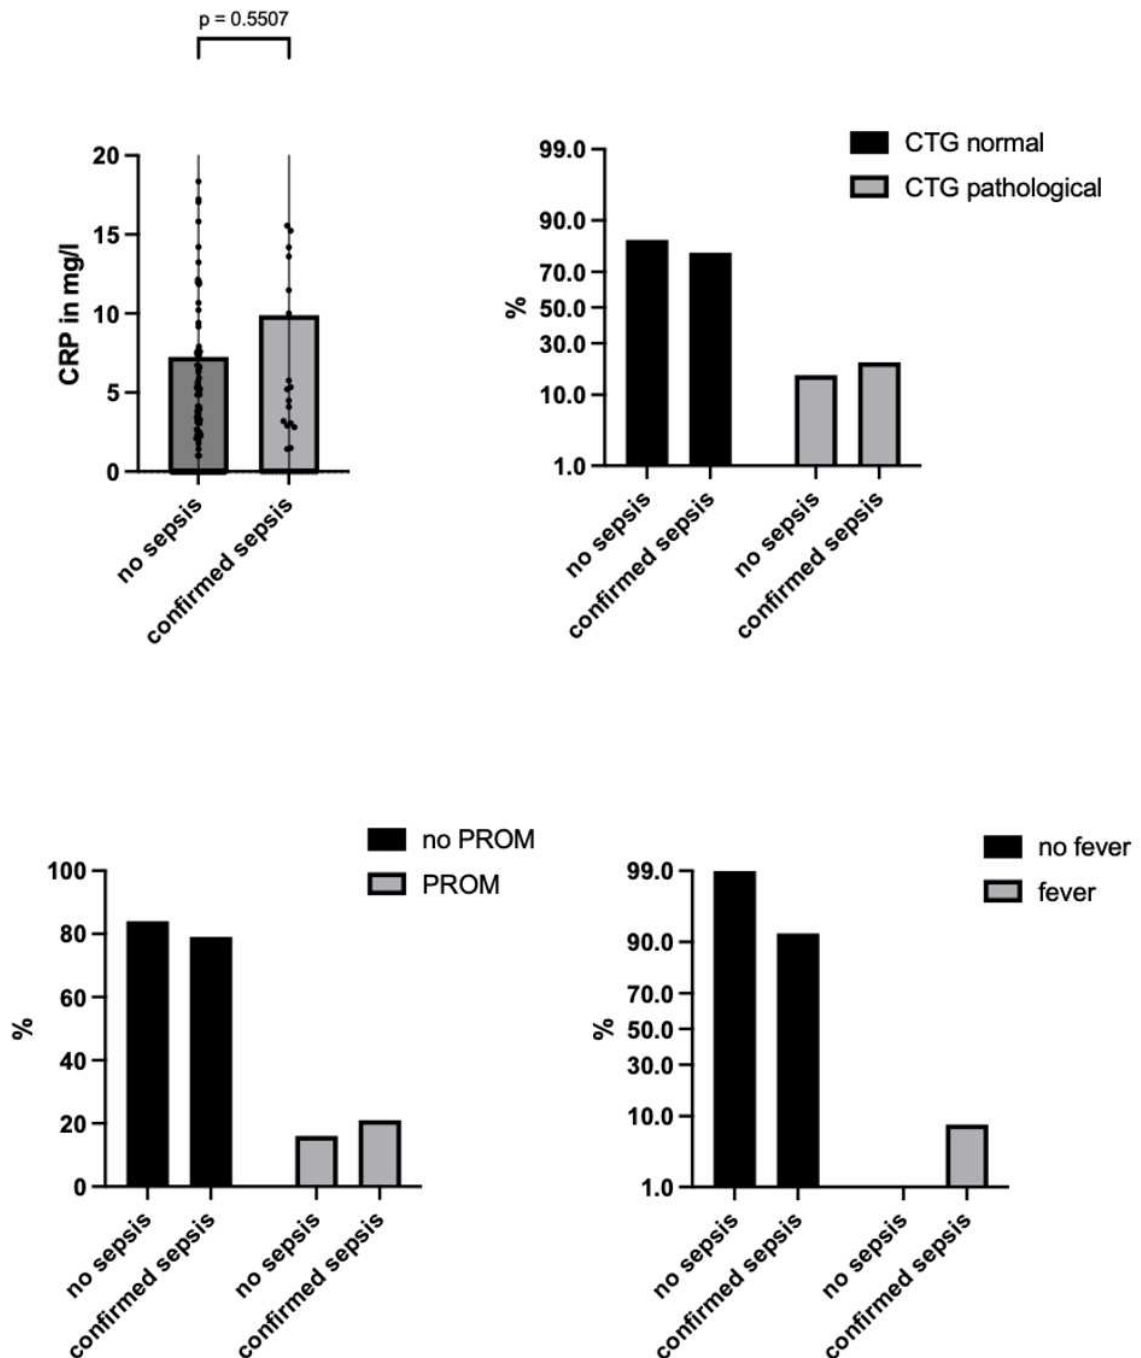 p = 0.5507
CRP in mg/l
20
15
10
5
0
no sepsis
confirmed sepsis
CTG normal
CTG pathological
%
99.0
90.0
70.0
50.0
30.0
10.0
1.0
no sepsis
confirmed sepsis
no sepsis
confirmed sepsis
no PROM
PROM
%
100
80
60
40
20
0
no sepsis
confirmed sepsis
no sepsis
confirmed sepsis
no fever
fever
%
99.0
90.0
70.0
50.0
30.0
10.0
1.0
no sepsis
confirmed sepsis
no sepsis
confirmed sepsis